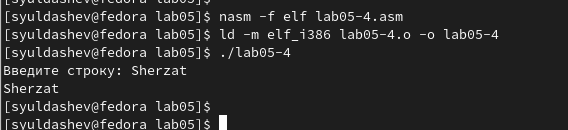 [syuldashev@fedora lab05]$ nasm -f elf lab05-4.asm
[syuldashev@fedora lab05]$ ld -m elf_i386 lab05-4.o -o lab05-4
[syuldashev@fedora lab05]$ ./lab05-4
Введите строку: Sherzat
Sherzat
[syuldashev@fedora lab05]$
[syuldashev@fedora lab05]$